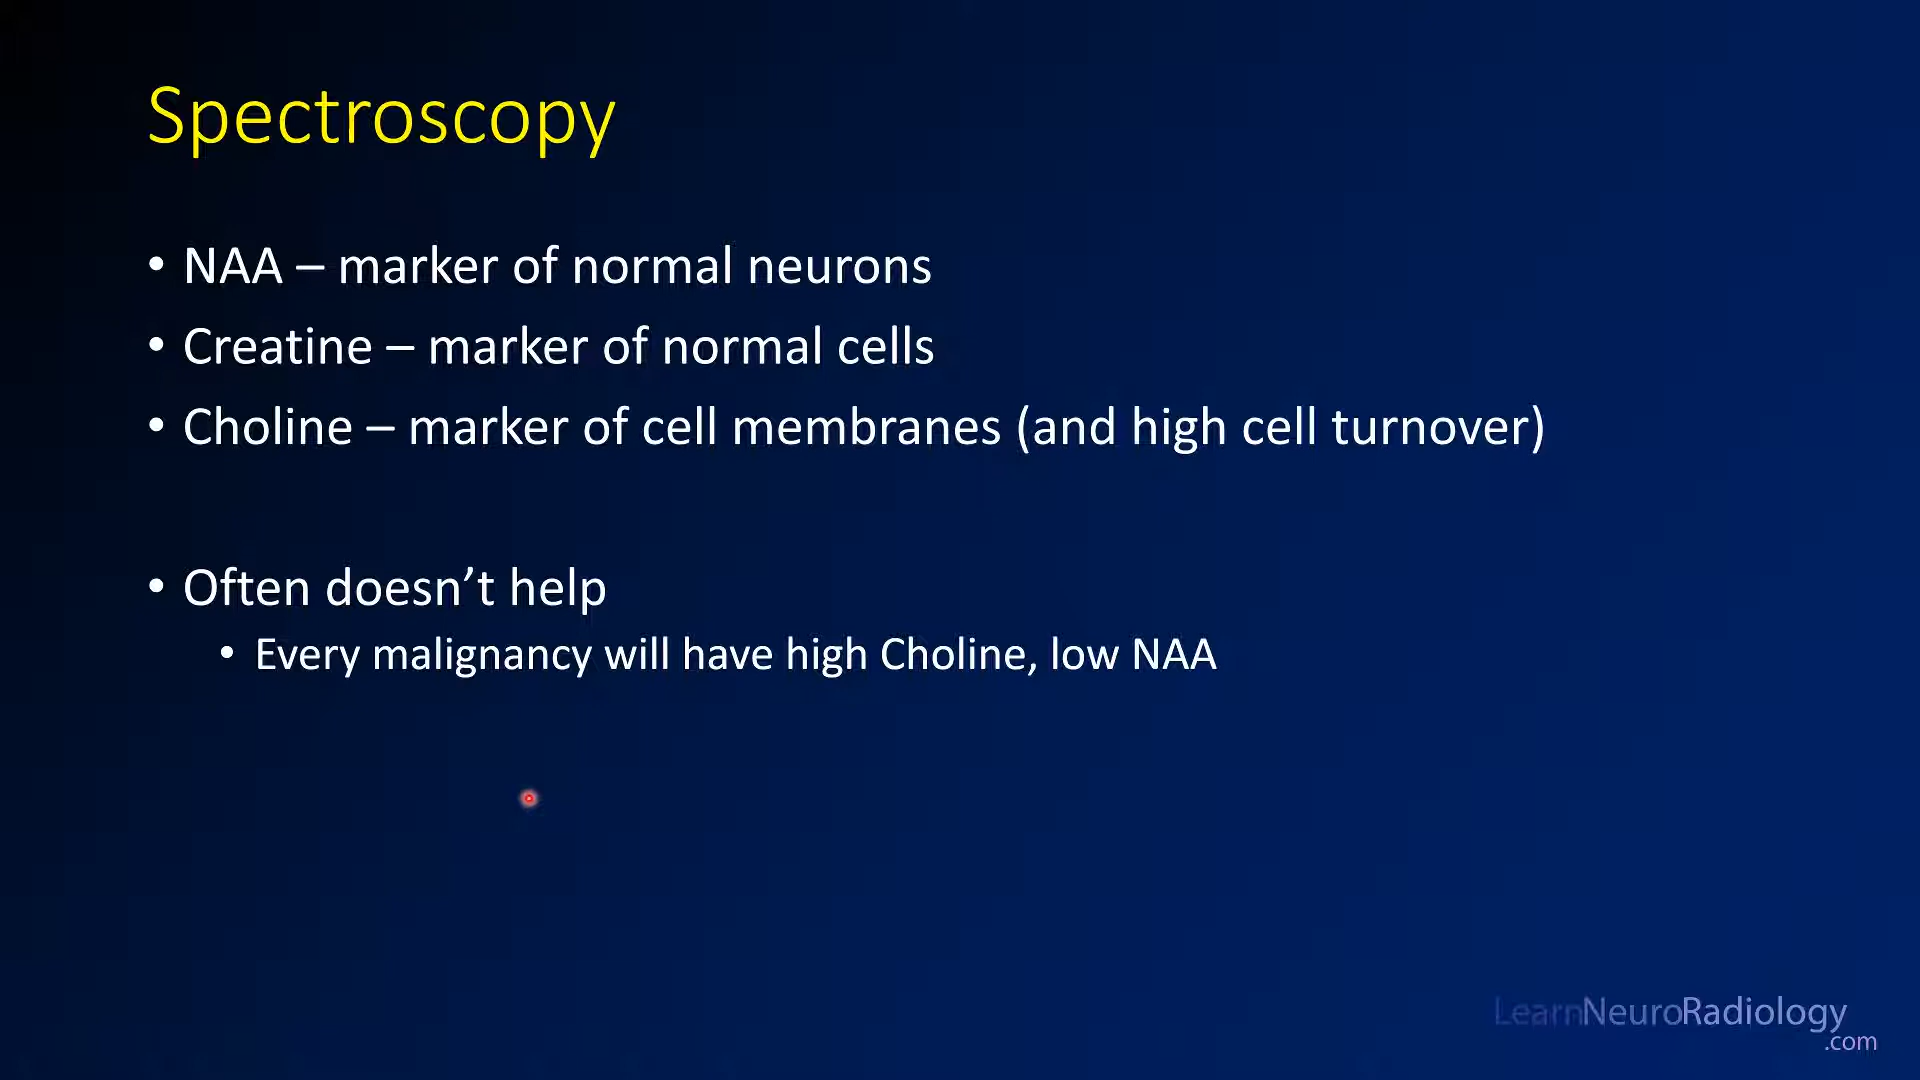 Spectroscopy
• NAA – marker of normal neurons
• Creatine – marker of normal cells
• Choline – marker of cell membranes (and high cell turnover)
• Often doesn’t help
• Every malignancy will have high Choline, low NAA
LearnNeuroRadiology
.com